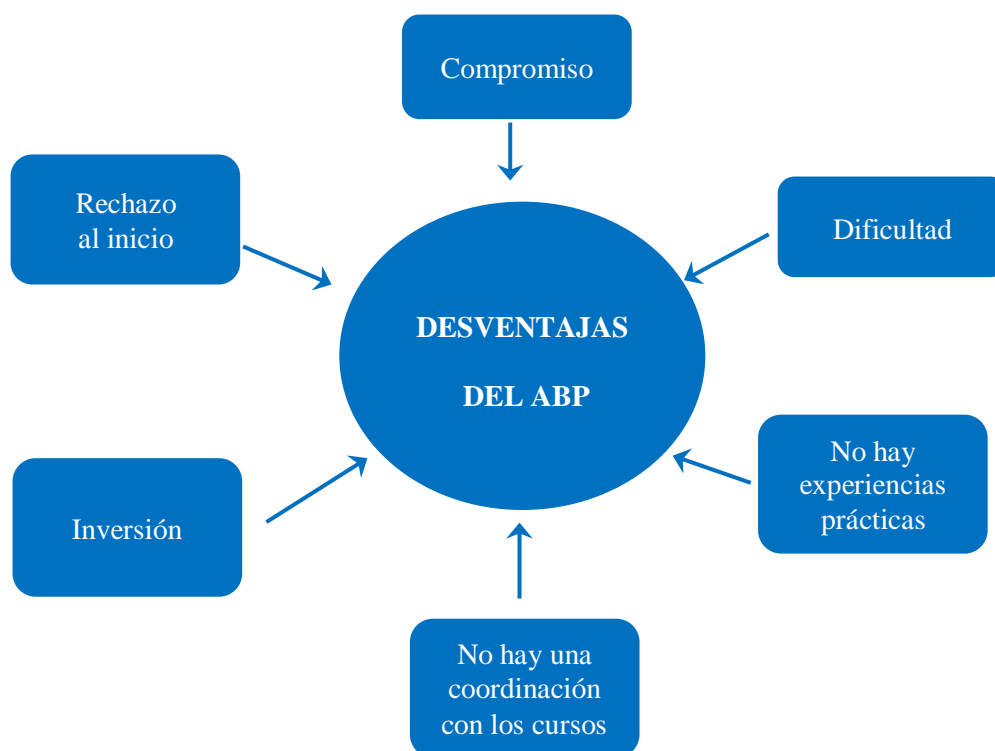 Compromiso
Rechazo
al inicio
Dificultad
DESVENTAJAS
DEL ABP
No hay
experiencias
prácticas
Inversión
No hay una
coordinación
con los cursos